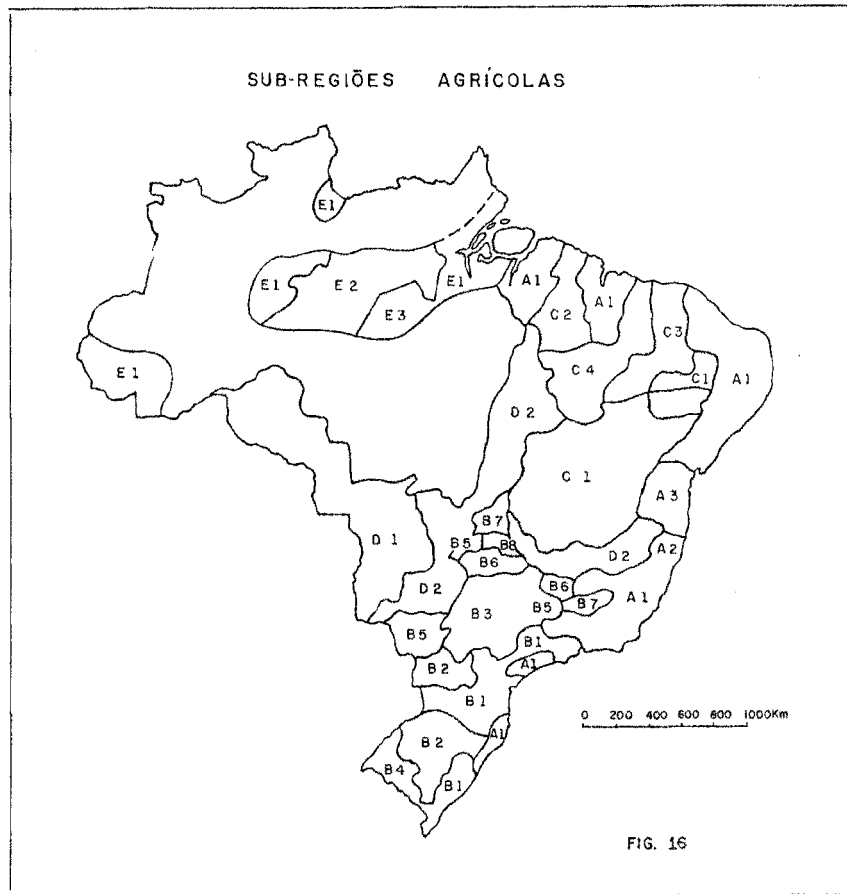 SUB-REGIÕES AGRÍCOLAS
E1
E1
E2
E1
A1
E3
C2
A1
C3
E1
C4
C1
A1
D2
C1
A3
B7
D1
B5
B8
D2
A2
B6
D2
B6
A1
B3
B5
B7
B5
B1
B2
A1
B1
B2
A1
B4
B1
0 200 400 600 800 1000Km
FIG. 16